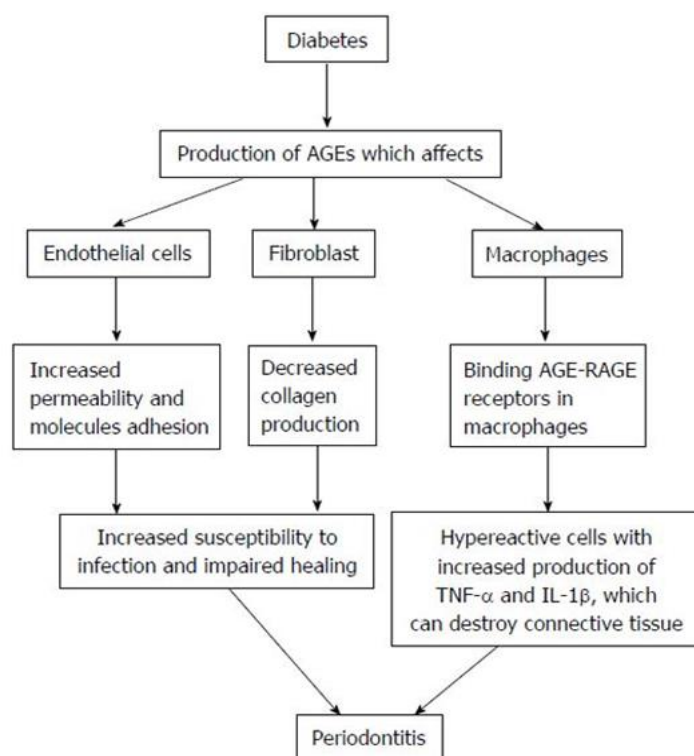 Diabetes
Production of AGEs which affects
Endothelial cells
Fibroblast
Macrophages
Increased
permeability and
molecules adhesion
Decreased
collagen
production
Binding AGE-RAGE
receptors in
macrophages
Increased susceptibility to
infection and impaired healing
Hypereactive cells with
increased production of
TNF-α and IL-1β, which
can destroy connective tissue
Periodontitis